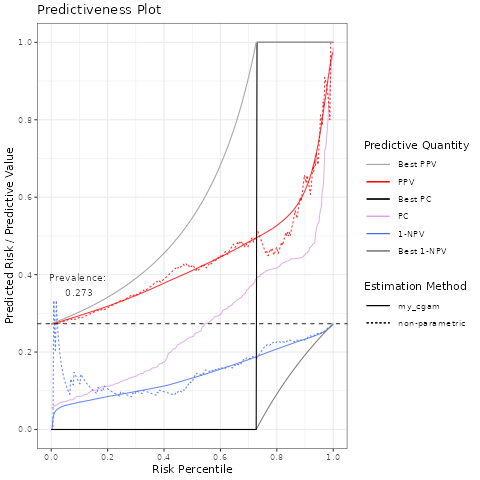 Predictiveness Plot
Predicted Risk / Predictive Value
1.0
0.8
0.6
0.4
0.2
0.0
Prevalence:
0.273
0.0 0.2 0.4 0.6 0.8 1.0
Risk Percentile
Predictive Quantity
Best PPV
PPV
Best PC
PC
1-NPV
Best 1-NPV
Estimation Method
my_cgam
non-parametric